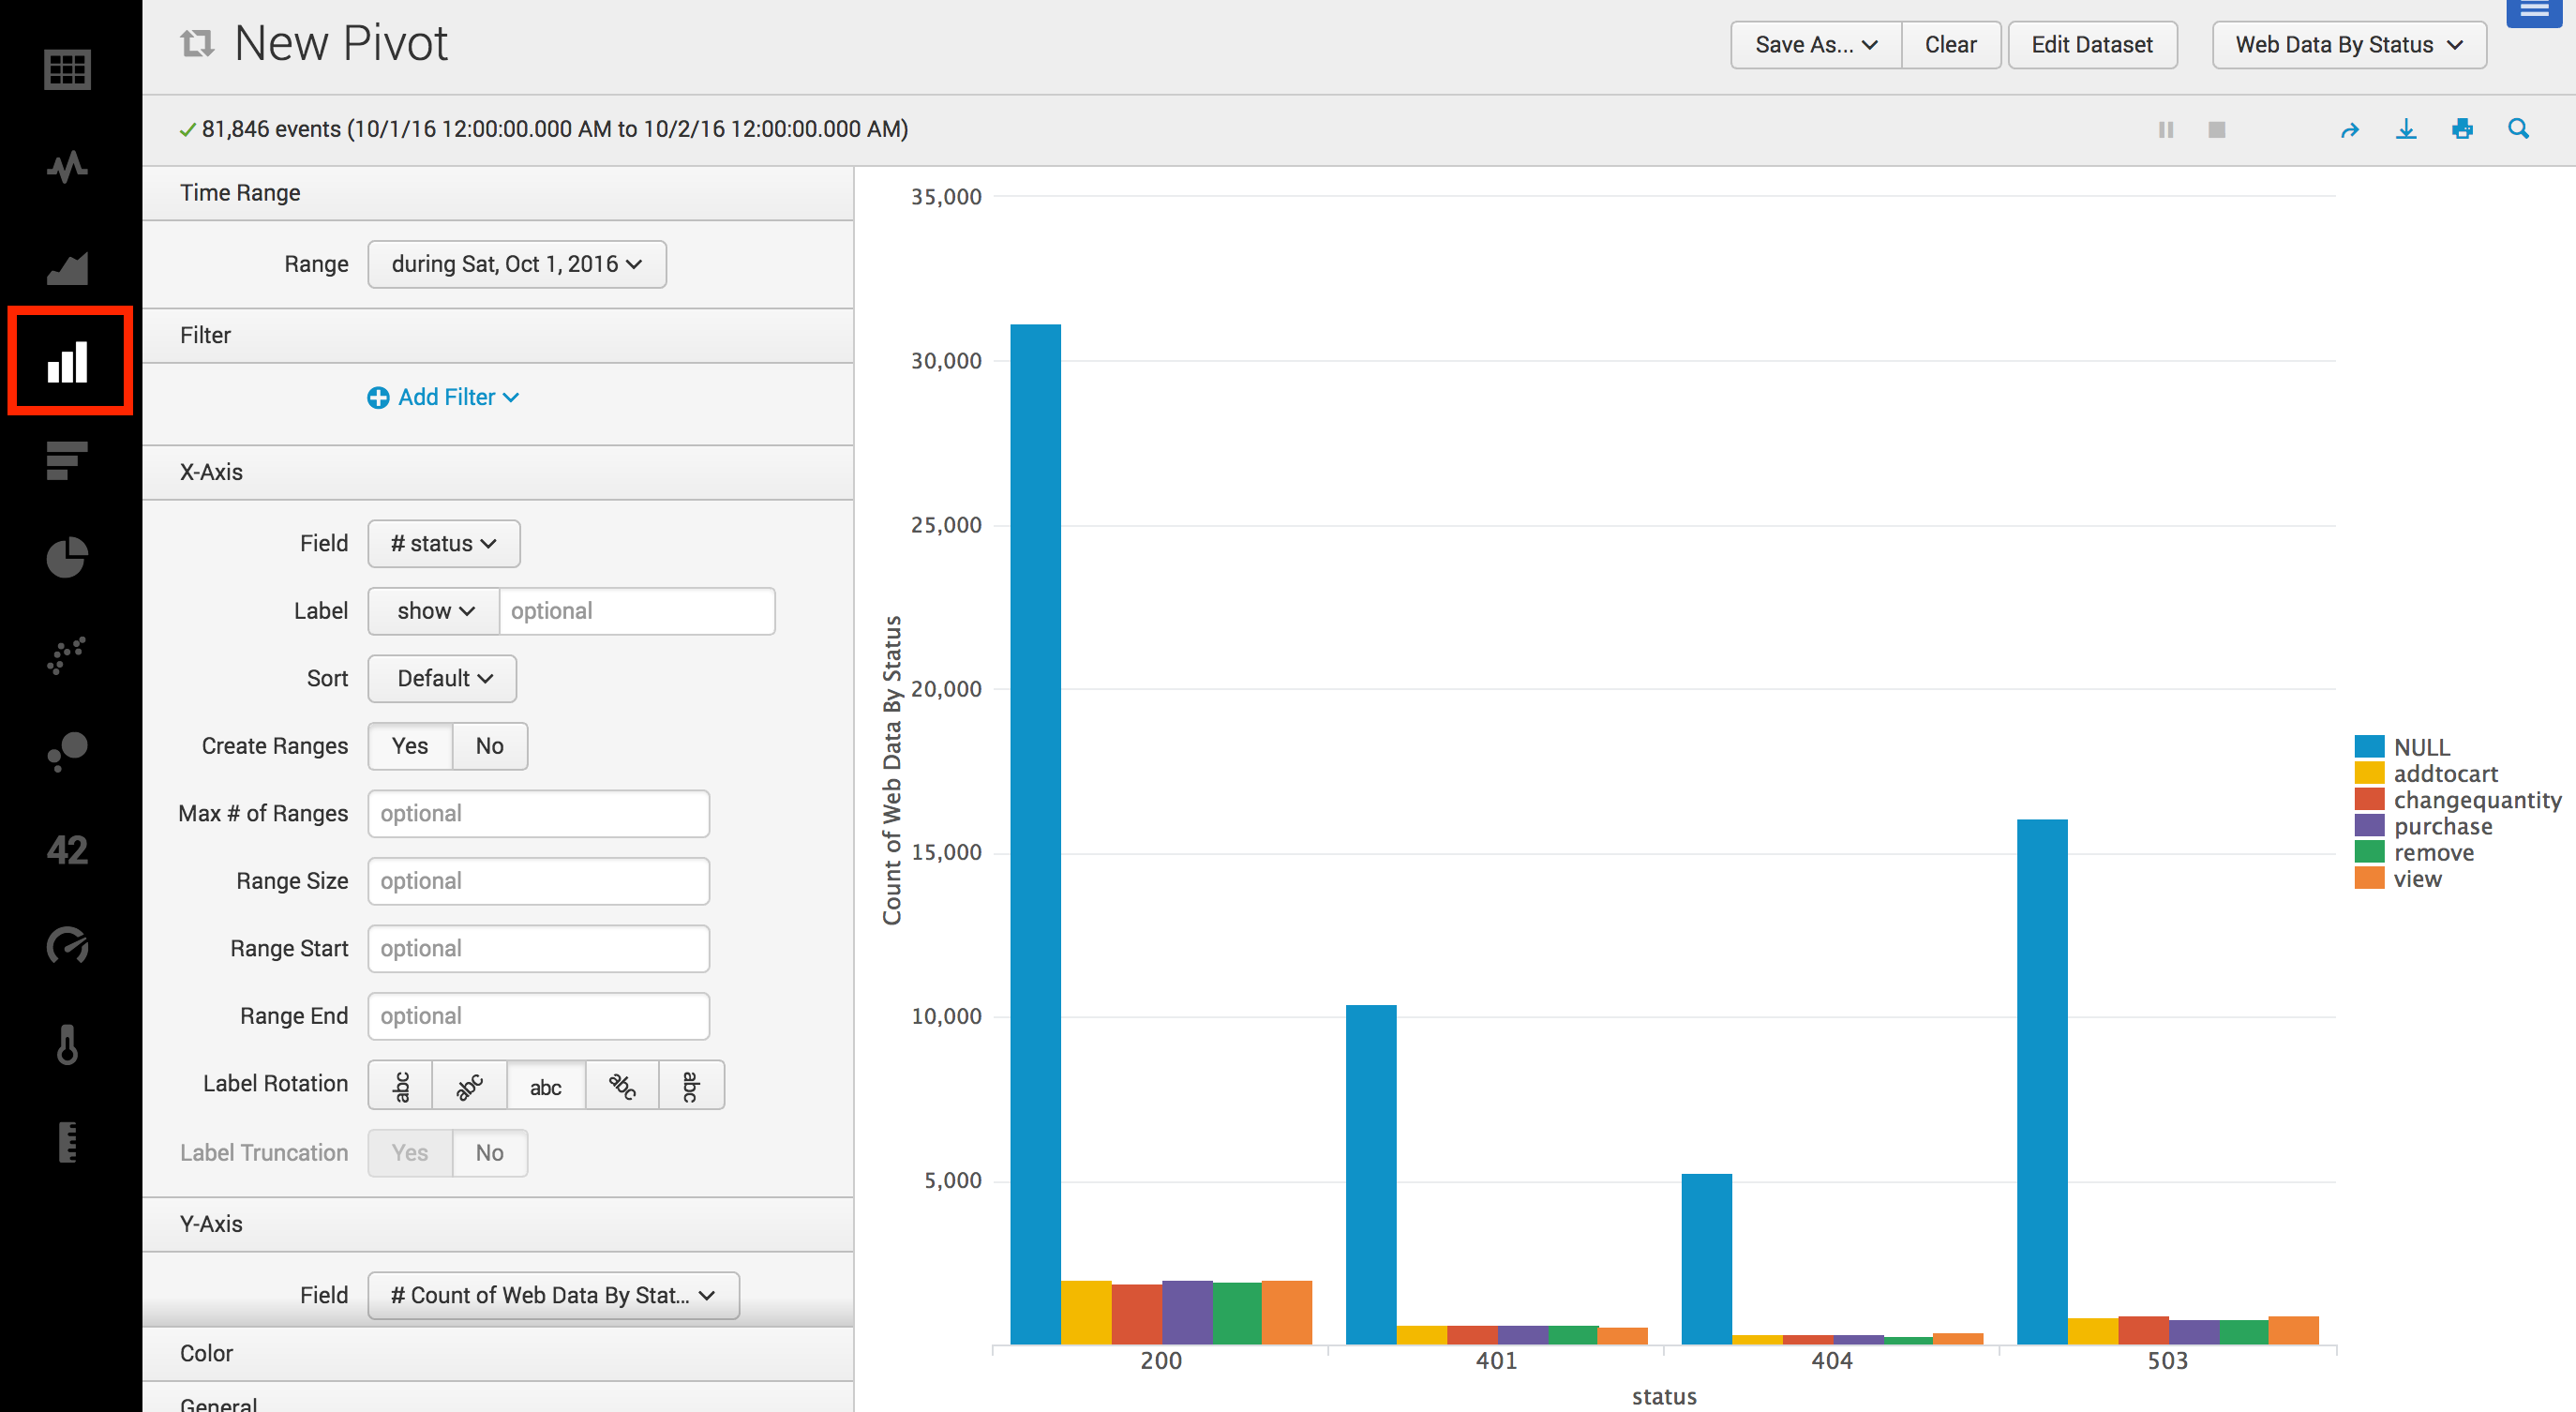 New Pivot
Save As...
Clear
Edit Dataset
Web Data By Status
81,846 events (10/1/16 12:00:00.000 AM to 10/2/16 12:00:00.000 AM)
Time Range
Range during Sat, Oct 1, 2016
Filter
Add Filter
X-Axis
Field # status
Label show optional
Sort Default
Create Ranges Yes No
Max # of Ranges optional
Range Size optional
Range Start optional
Range End optional
Label Rotation abc abc abc abc abc
Label Truncation Yes No
Y-Axis
Field # Count of Web Data By Stat...
Color
General
42
Count of Web Data By Status
35,000
30,000
25,000
20,000
15,000
10,000
5,000
200 401 404 503
status
NULL
addtocart
changequantity
purchase
remove
view